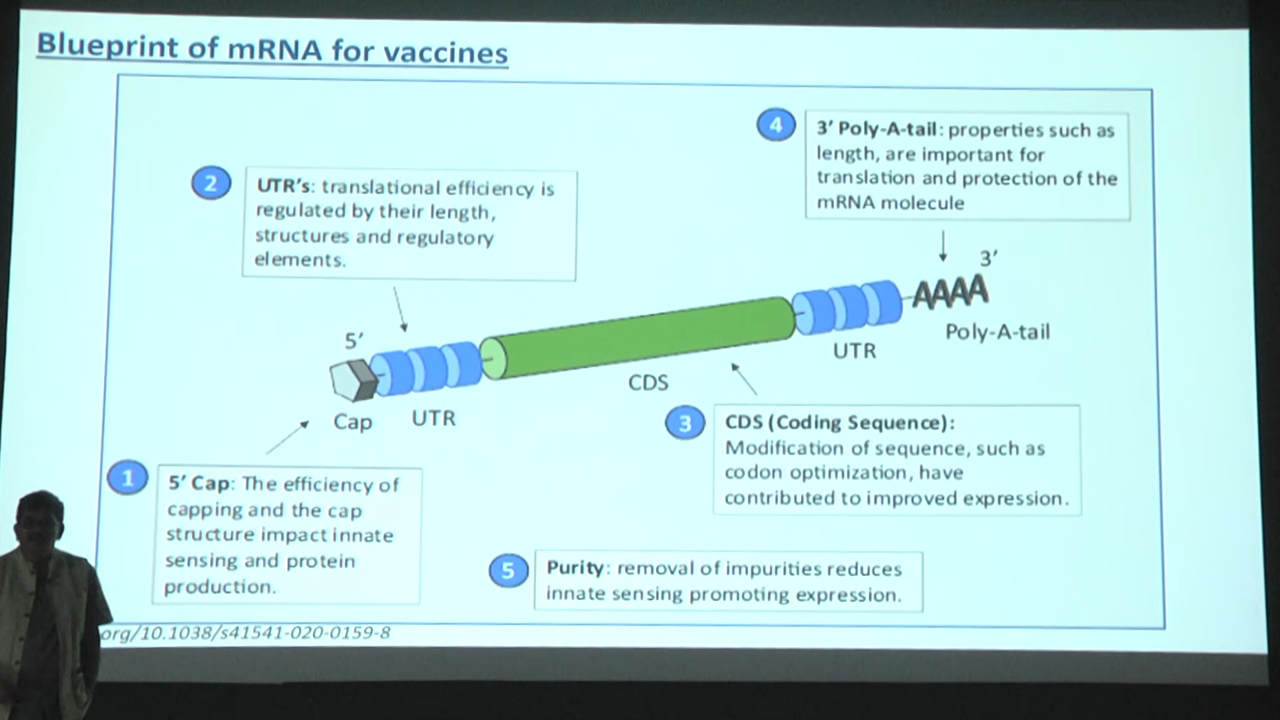 Blueprint of mRNA for vaccines
4
3’ Poly-A-tail: properties such as
length, are important for
translation and protection of the
mRNA molecule
2
UTR’s: translational efficiency is
regulated by their length,
structures and regulatory
elements.
3’
AAAA
Poly-A-tail
5’
UTR
CDS
Cap
UTR
3
CDS (Coding Sequence):
Modification of sequence, such as
codon optimization, have
contributed to improved expression.
1
5’ Cap: The efficiency of
capping and the cap
structure impact innate
sensing and protein
production.
5
Purity: removal of impurities reduces
innate sensing promoting expression.
org/10.1038/s41541-020-0159-8